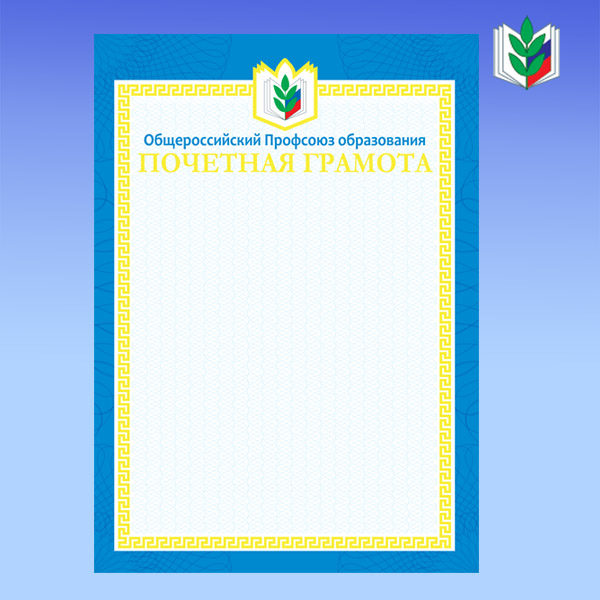 Общероссийский Профсоюз образования
ПОЧЕТНАЯ ГРАМОТА